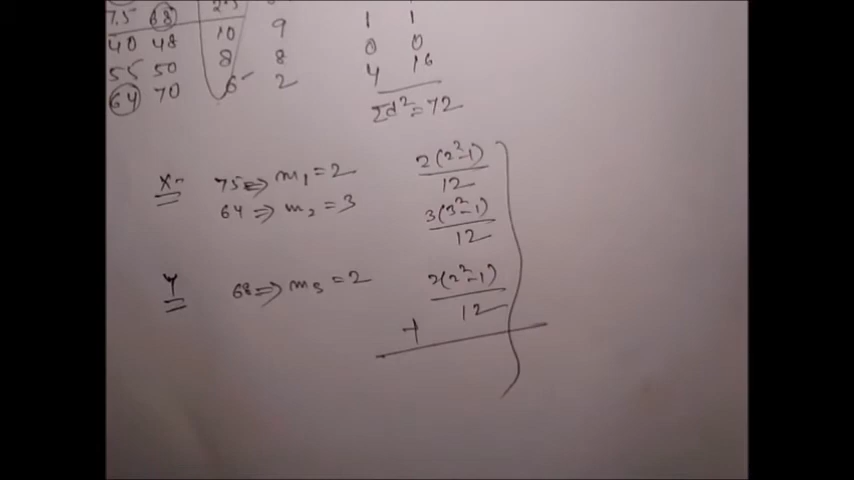 75 68 2.5
40 48 10 9 1 1
55 50 8 8 0 0
64 70 6 2 4 16
Σd²=72
X- 75 => m₁ = 2 2(2²-1)/12
64 => m₂ = 3 3(3²-1)/12
Y 68 => m₃ = 2 2(2²-1)/12
+